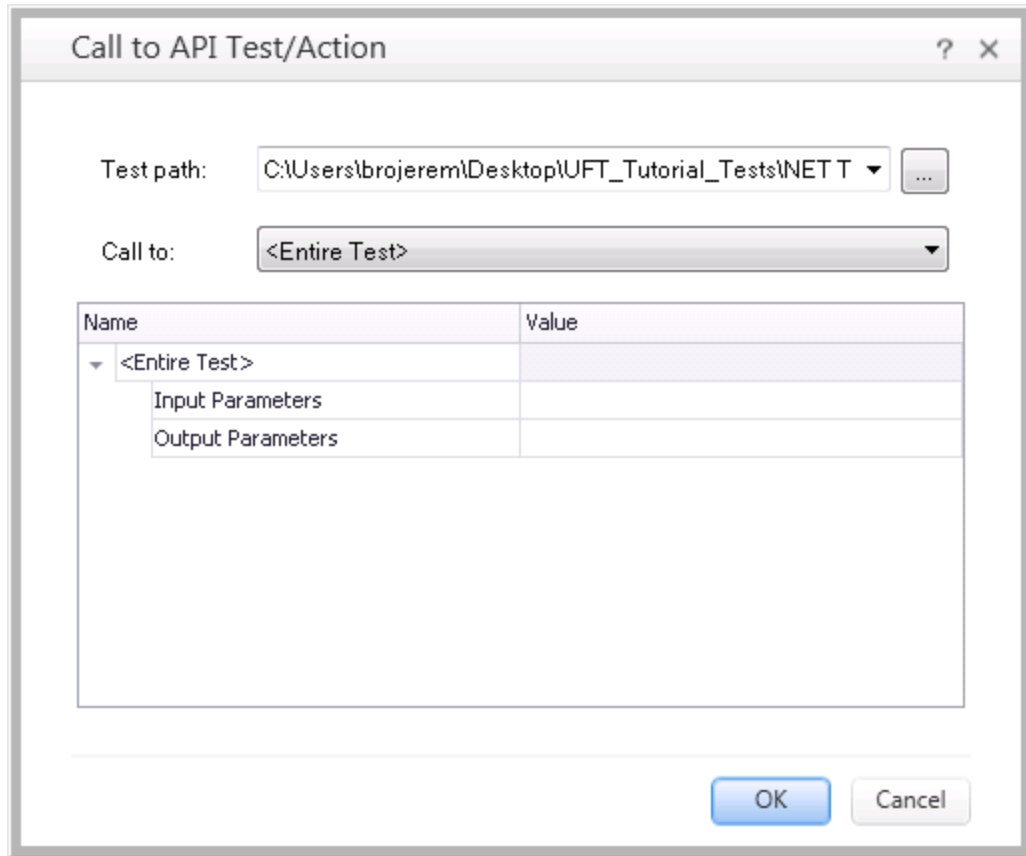 Call to API Test/Action ? ×
Test path: C:\Users\brojerem\Desktop\UFT_Tutorial_Tests\NET T ...
Call to: <Entire Test>
Name Value
<Entire Test>
Input Parameters
Output Parameters
OK Cancel